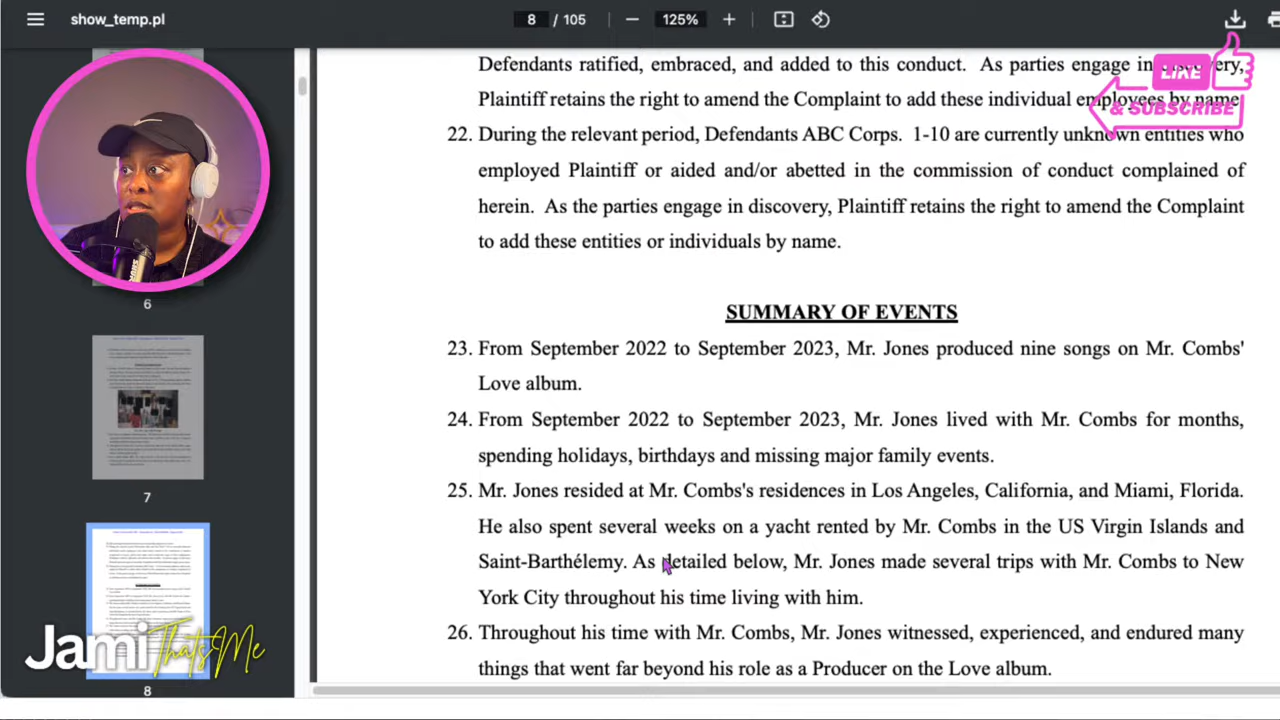 show_temp.pl
8 / 105
125%
Defendants ratified, embraced, and added to this conduct. As parties engage in discovery,
Plaintiff retains the right to amend the Complaint to add these individual employees by name.
LIKE
& SUBSCRIBE
22. During the relevant period, Defendants ABC Corps. 1-10 are currently unknown entities who
employed Plaintiff or aided and/or abetted in the commission of conduct complained of
herein. As the parties engage in discovery, Plaintiff retains the right to amend the Complaint
to add these entities or individuals by name.
SUMMARY OF EVENTS
23. From September 2022 to September 2023, Mr. Jones produced nine songs on Mr. Combs'
Love album.
24. From September 2022 to September 2023, Mr. Jones lived with Mr. Combs for months,
spending holidays, birthdays and missing major family events.
25. Mr. Jones resided at Mr. Combs's residences in Los Angeles, California, and Miami, Florida.
He also spent several weeks on a yacht rented by Mr. Combs in the US Virgin Islands and
Saint-Barthélemy. As detailed below, Mr. Jones made several trips with Mr. Combs to New
York City throughout his time living with him.
26. Throughout his time with Mr. Combs, Mr. Jones witnessed, experienced, and endured many
things that went far beyond his role as a Producer on the Love album.
SHURE
6
7
8
Jami That's Me